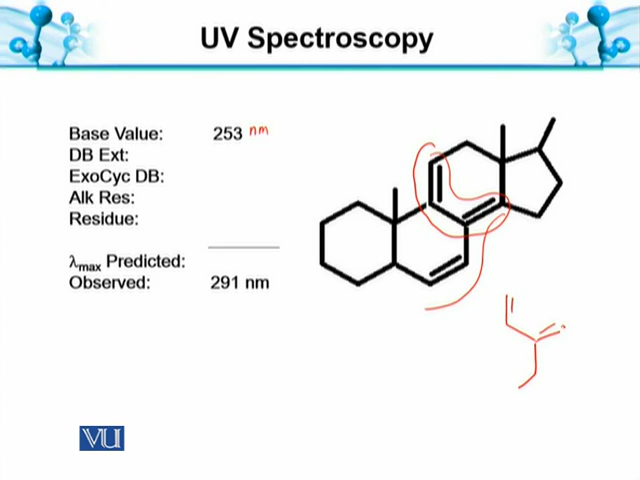 UV Spectroscopy
Base Value: 253 nm
DB Ext:
ExoCyc DB:
Alk Res:
Residue:
λmax Predicted:
Observed: 291 nm
VU